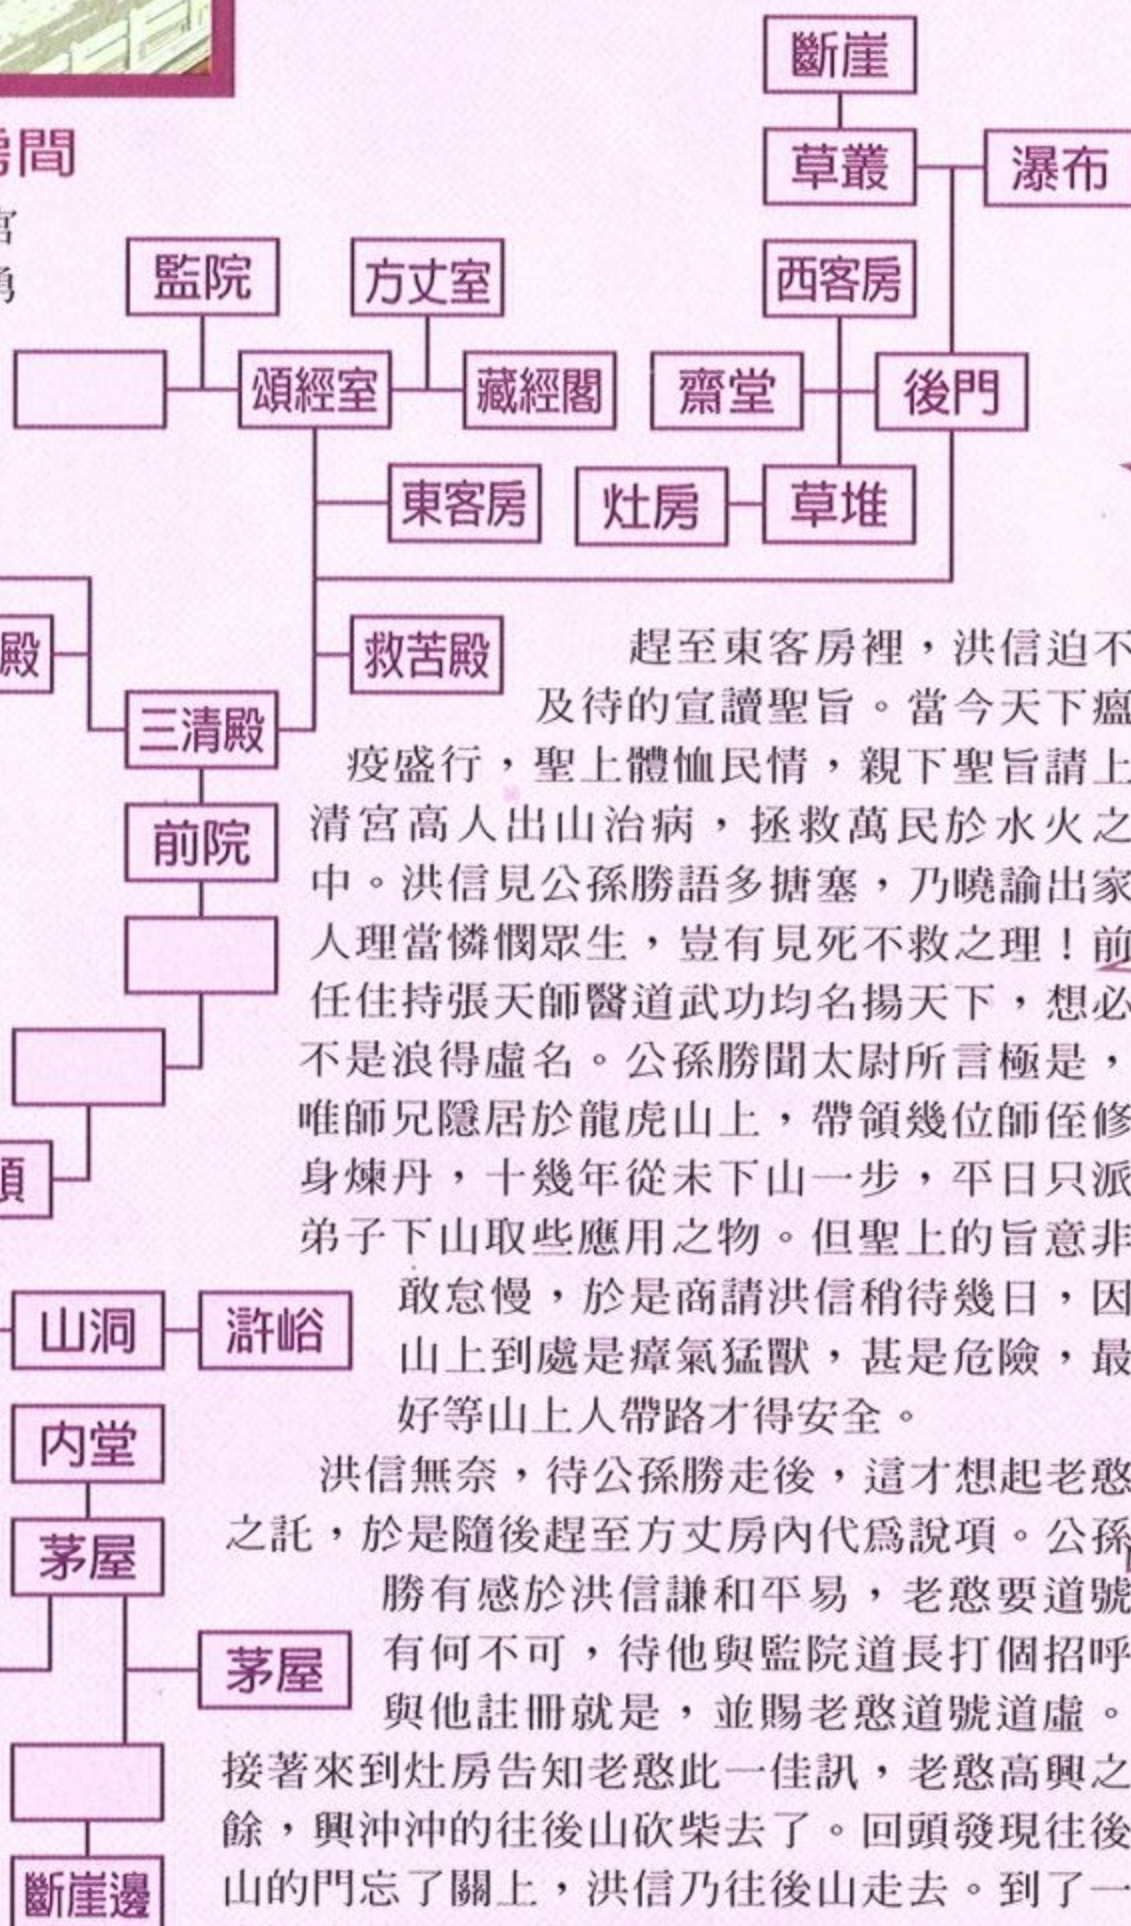 斷崖
房間
草叢
瀑布
官
勇
監院
方丈室
西客房
頌經室
藏經閣
齋堂
後門
東客房
灶房
草堆
殿
救苦殿
三清殿
前院
趕至東客房裡，洪信迫不
及待的宣讀聖旨。當今天下瘟
疫盛行，聖上體恤民情，親下聖旨請上
清宮高人出山治病，拯救萬民於水火之
中。洪信見公孫勝語多搪塞，乃曉諭出家
人理當憐憫眾生，豈有見死不救之理！前
任住持張天師醫道武功均名揚天下，想必
不是浪得虛名。公孫勝聞太尉所言極是，
唯師兄隱居於龍虎山上，帶領幾位師侄修
身煉丹，十幾年從未下山一步，平日只派
弟子下山取些應用之物。但聖上的旨意非
敢怠慢，於是商請洪信稍待幾日，因
山上到處是瘴氣猛獸，甚是危險，最
好等山上人帶路才得安全。
洪信無奈，待公孫勝走後，這才想起老憨
之託，於是隨後趕至方丈房內代爲說項。公孫
勝有感於洪信謙和平易，老憨要道號
有何不可，待他與監院道長打個招呼
與他註冊就是，並賜老憨道號道虛。
接著來到灶房告知老憨此一佳訊，老憨高興之
餘，興沖沖的往後山砍柴去了。回頭發現往後
山的門忘了關上，洪信乃往後山走去。到了一
山洞
滸峪
內堂
茅屋
茅屋
斷崖邊